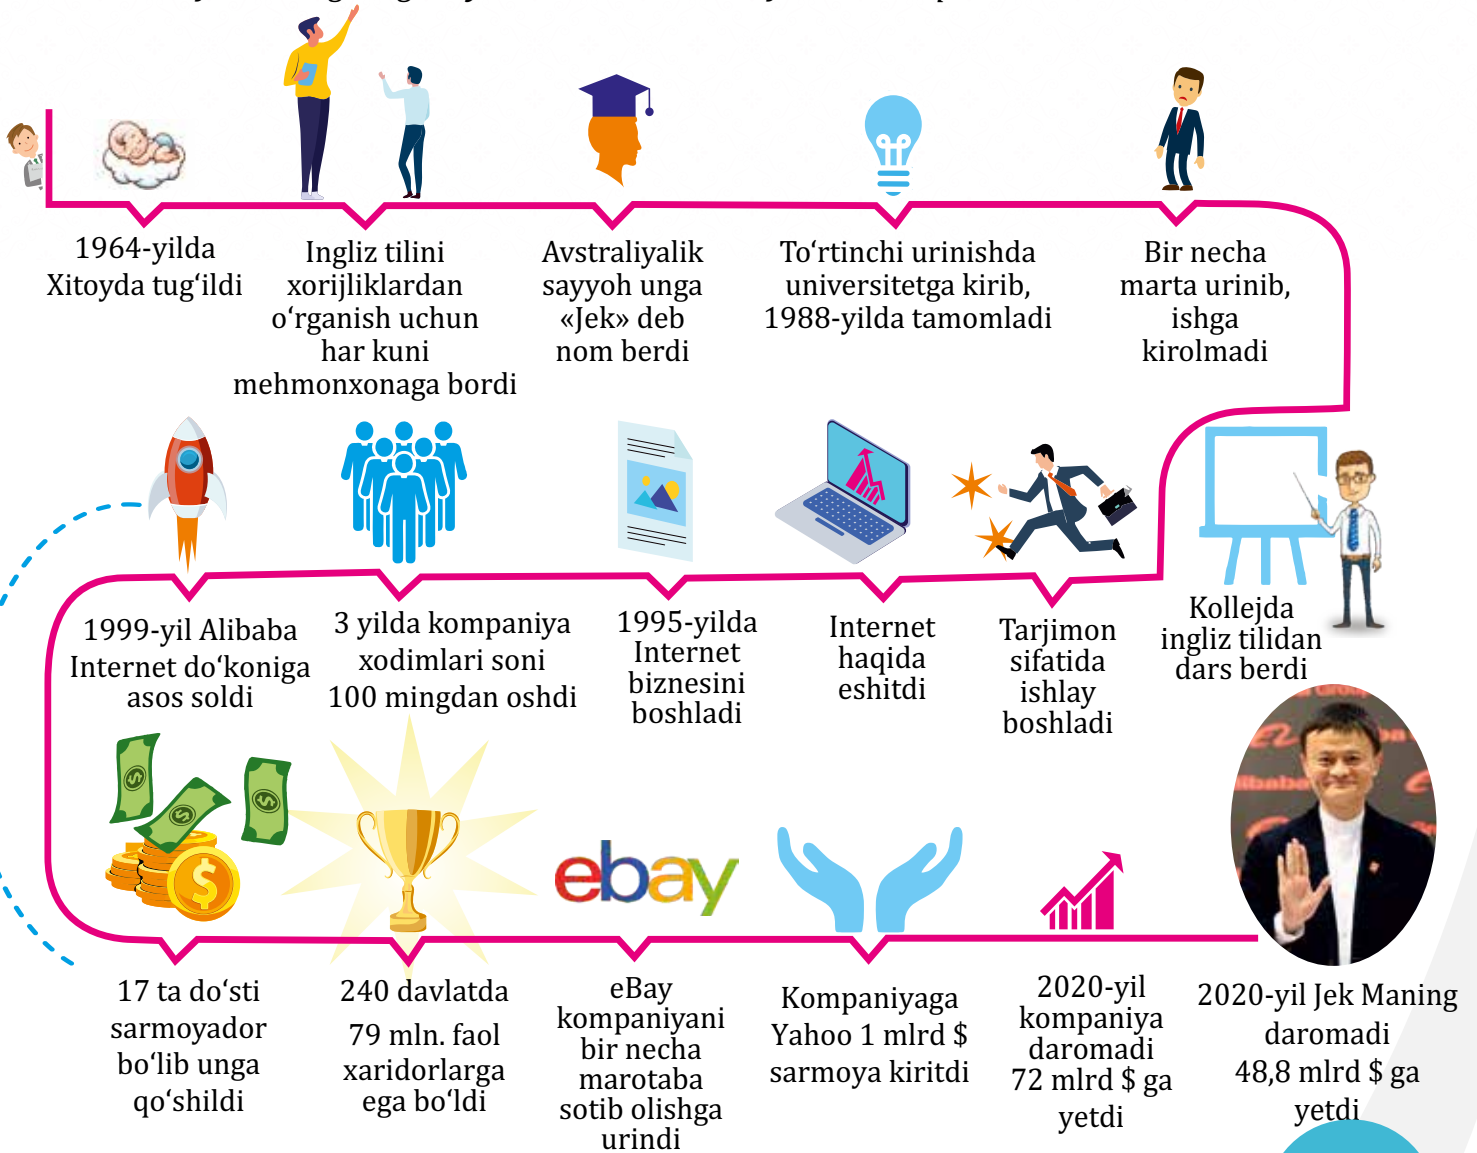 1964-yilda
Xitoyda tug‘ildi
Ingliz tilini
xorijliklardan
o‘rganish uchun
har kuni
mehmonxonaga bordi
Avstraliyalik
sayyoh unga
«Jek» deb
nom berdi
To‘rtinchi urinishda
universitetga kirib,
1988-yilda tamomladi
Bir necha
marta urinib,
ishga
kirolmadi
Kollejda
ingliz tilidan
dars berdi
Tarjimon
sifatida
ishlay
boshladi
Internet
haqida
eshitdi
1995-yilda
Internet
biznesini
boshladi
3 yilda kompaniya
xodimlari soni
100 mingdan oshdi
1999-yil Alibaba
Internet do‘koniga
asos soldi
17 ta do‘sti
sarmoyador
bo‘lib unga
qo‘shildi
240 davlatda
79 mln. faol
xaridorlarga
ega bo‘ldi
ebay
eBay
kompaniyani
bir necha
marotaba
sotib olishga
urindi
Kompaniyaga
Yahoo 1 mlrd $
sarmoya kiritdi
2020-yil
kompaniya
daromadi
72 mlrd $ ga
yetdi
2020-yil Jek Maning
daromadi
48,8 mlrd $ ga
yetdi